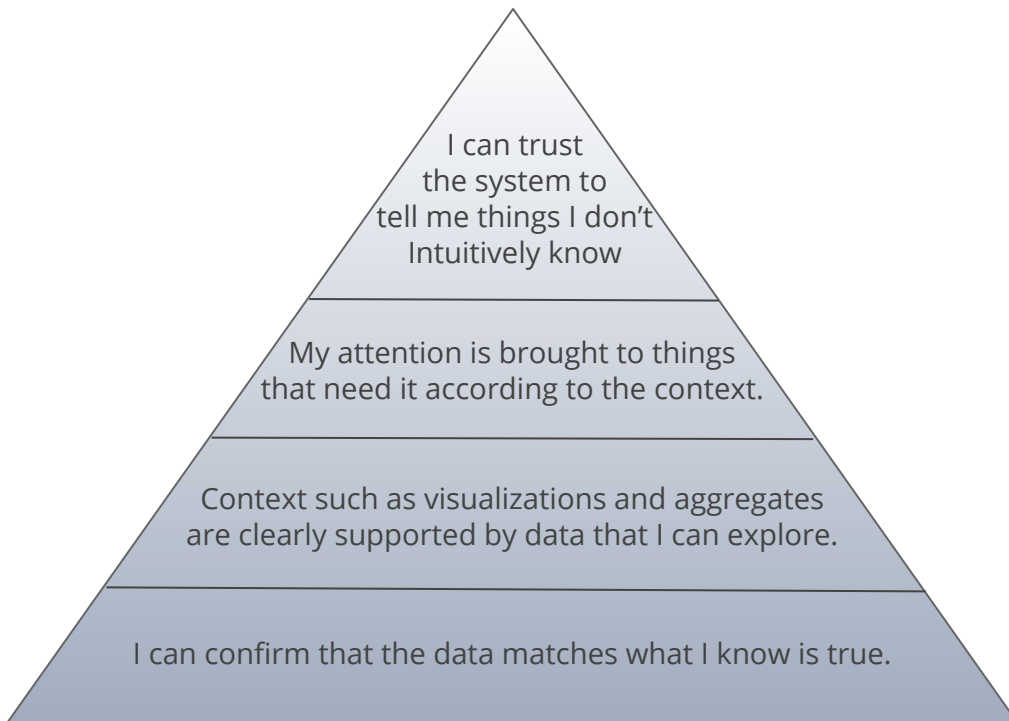 I can trust
the system to
tell me things I don’t
Intuitively know
My attention is brought to things
that need it according to the context.
Context such as visualizations and aggregates
are clearly supported by data that I can explore.
I can confirm that the data matches what I know is true.